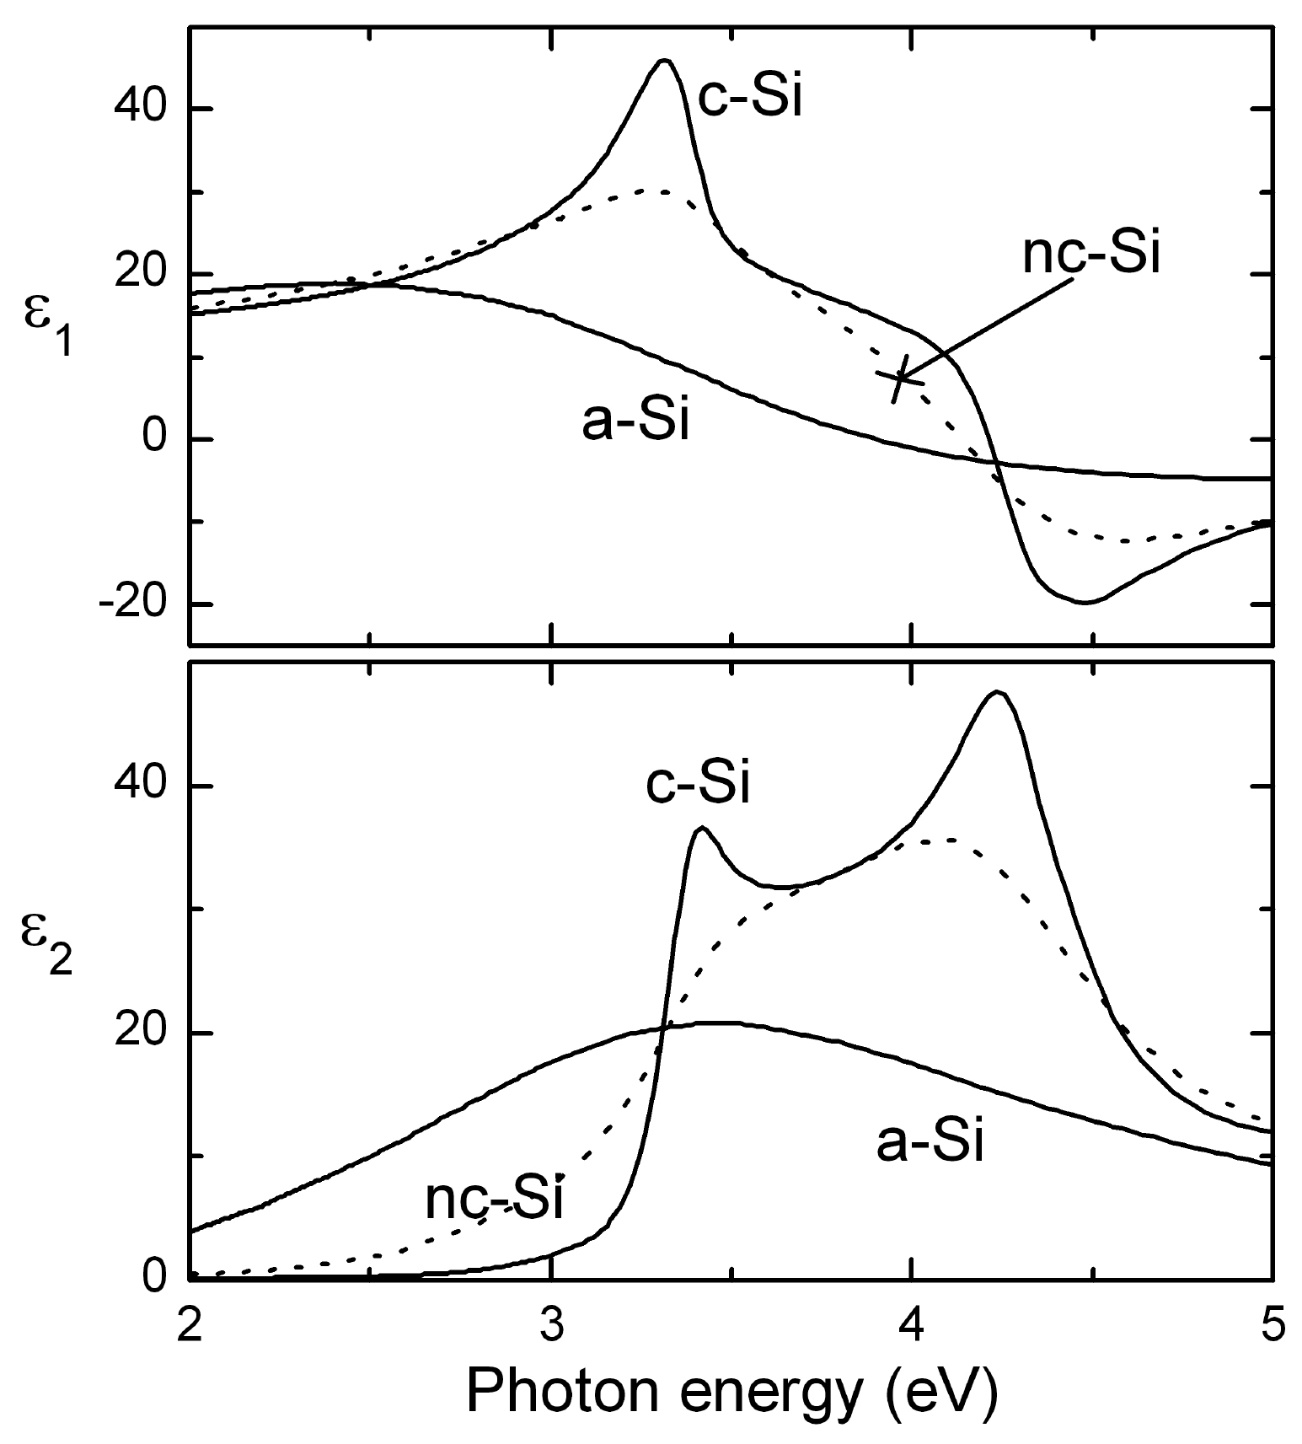 40
20
0
-20
ε1
c-Si
nc-Si
a-Si
40
20
0
ε2
c-Si
nc-Si
a-Si
2 3 4 5
Photon energy (eV)